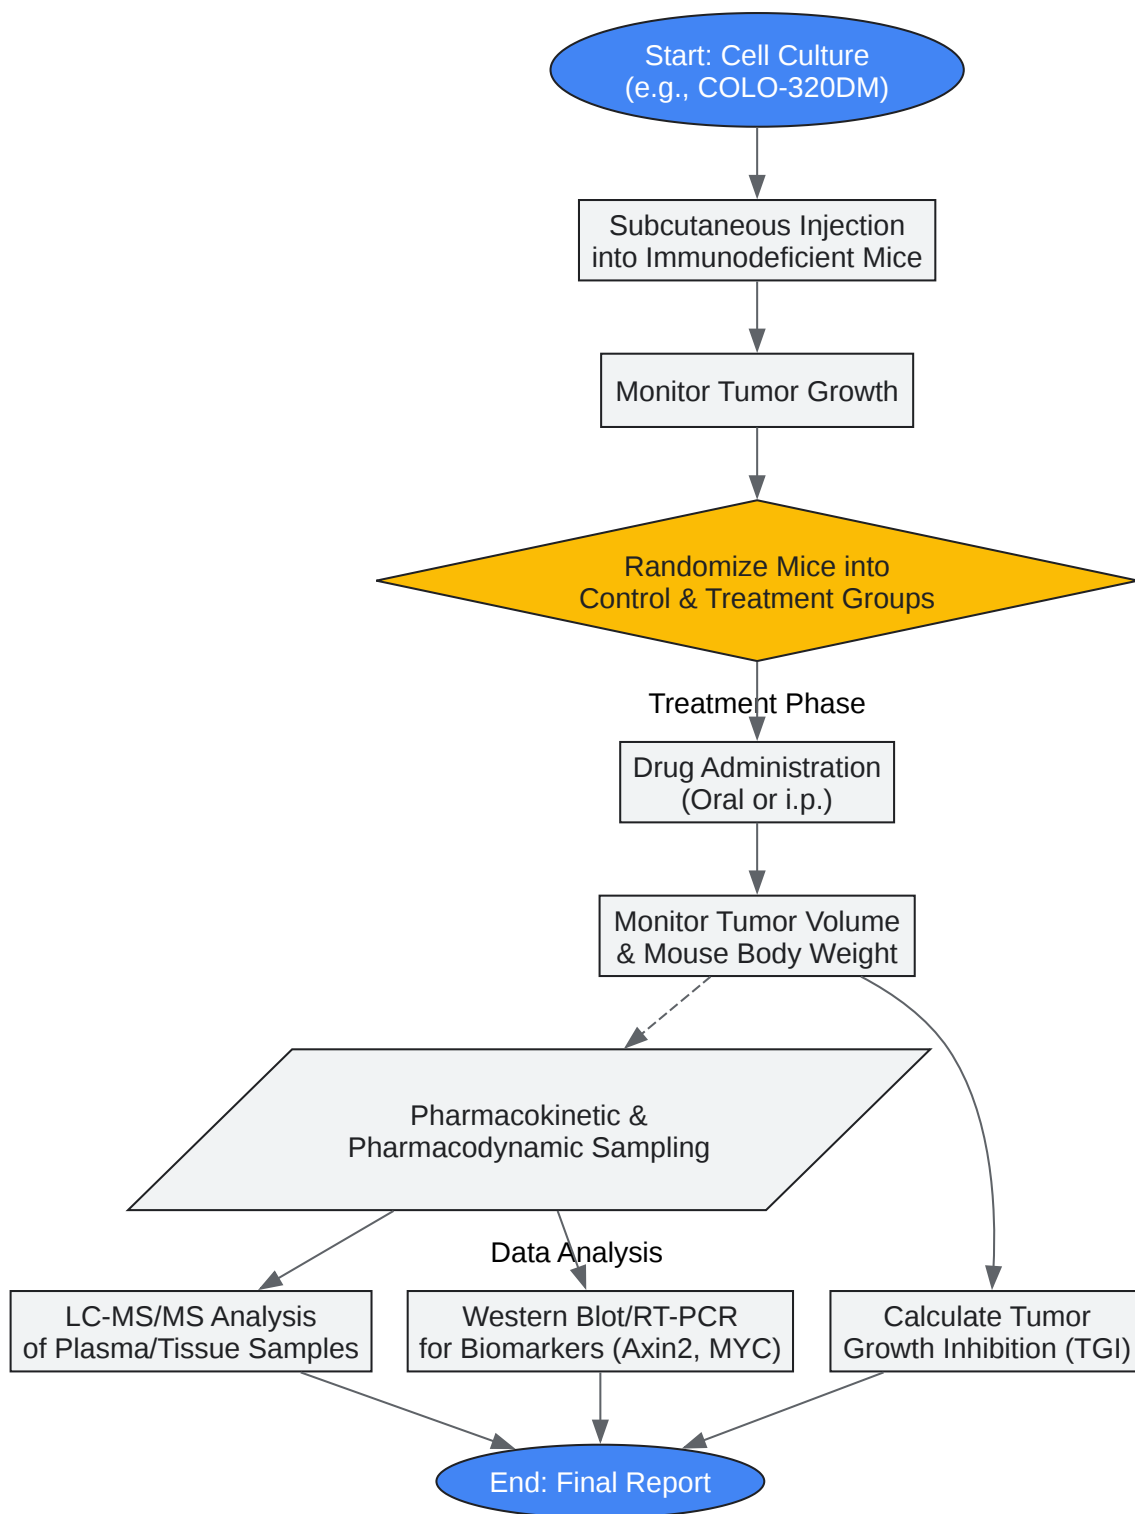 Start: Cell Culture
(e.g., COLO-320DM)
Subcutaneous Injection
into Immunodeficient Mice
Monitor Tumor Growth
Randomize Mice into
Control & Treatment Groups
Treatment Phase
Drug Administration
(Oral or i.p.)
Monitor Tumor Volume
& Mouse Body Weight
Pharmacokinetic &
Pharmacodynamic Sampling
Data Analysis
LC-MS/MS Analysis
of Plasma/Tissue Samples
Western Blot/RT-PCR
for Biomarkers (Axin2, MYC)
Calculate Tumor
Growth Inhibition (TGI)
End: Final Report